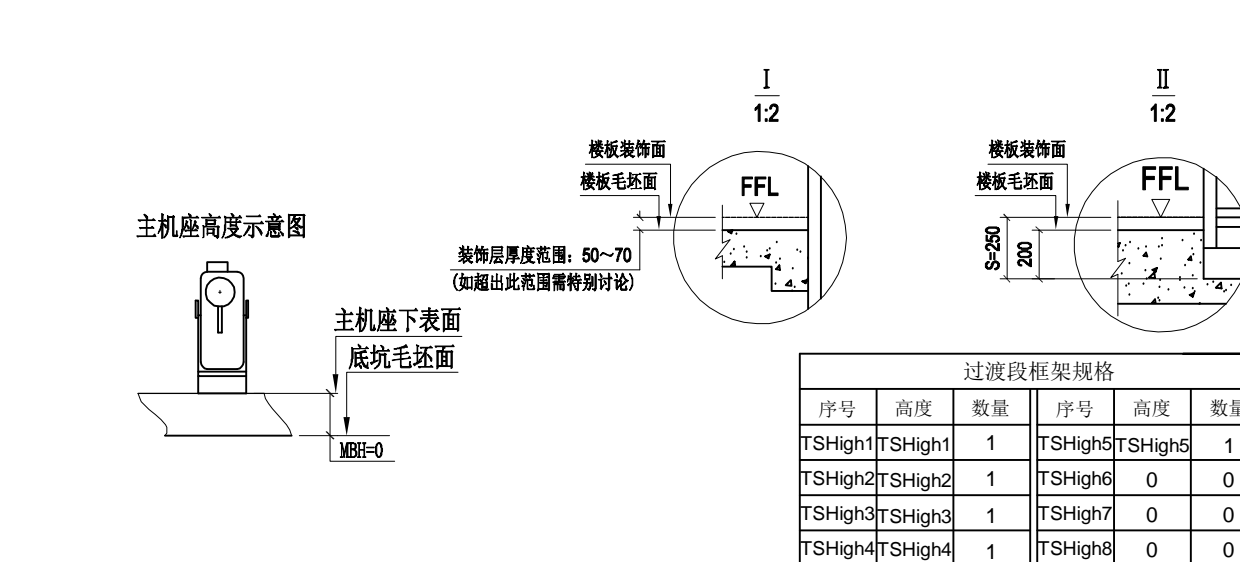 Ⅰ
1:2
楼板装饰面
楼板毛坯面
FFL
装饰层厚度范围：50～70
(如超出此范围需特别讨论)
Ⅱ
1:2
楼板装饰面
楼板毛坯面
FFL
S=250
200
主机座高度示意图
主机座下表面
底坑毛坯面
MBH=0
过渡段框架规格
序号 高度 数量 序号 高度 数量
TSHigh1 TSHigh1 1 TSHigh5 TSHigh5 1
TSHigh2 TSHigh2 1 TSHigh6 0 0
TSHigh3 TSHigh3 1 TSHigh7 0 0
TSHigh4 TSHigh4 1 TSHigh8 0 0